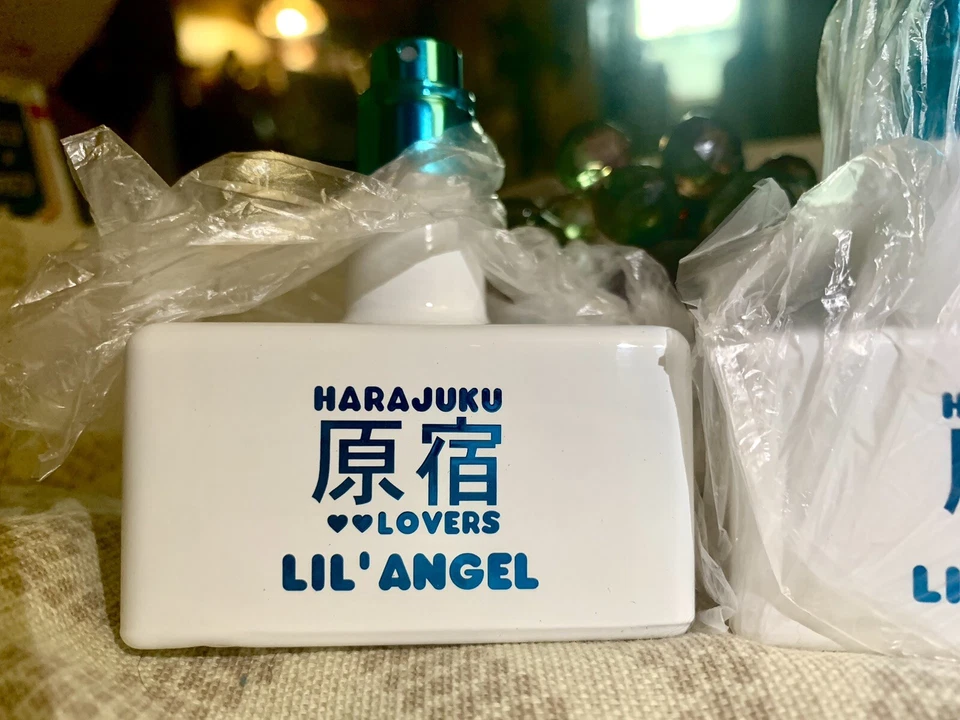 HARAJUKU
原宿
♥♥LOVERS
LIL' ANGEL